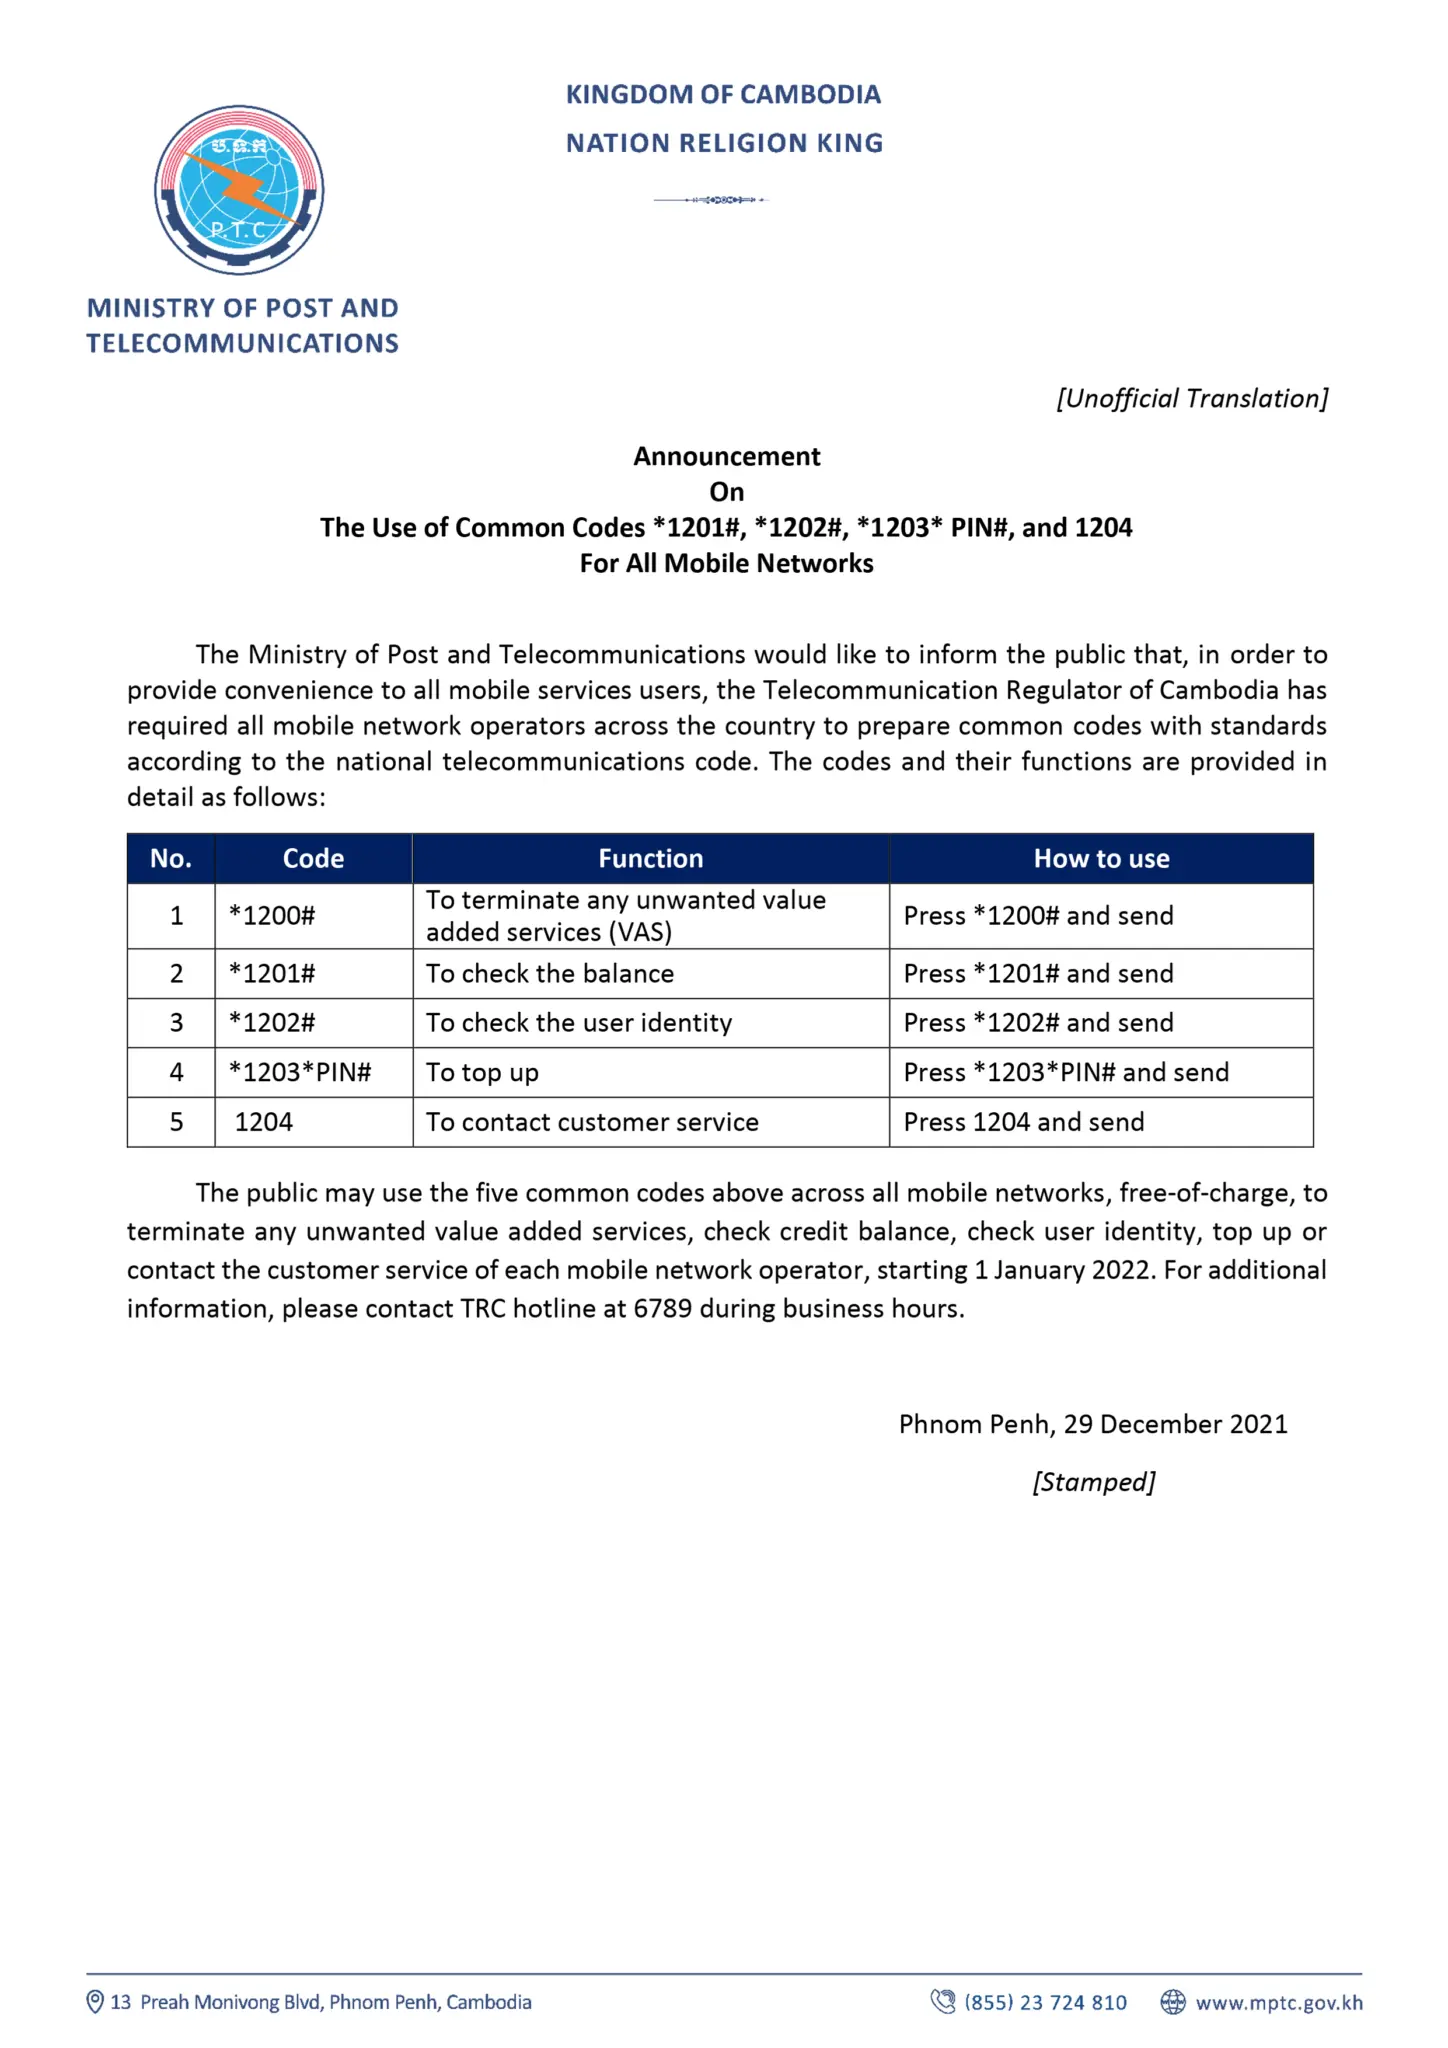 KINGDOM OF CAMBODIA
NATION RELIGION KING
ប.គ.ន
P.T.C
MINISTRY OF POST AND
TELECOMMUNICATIONS
[Unofficial Translation]
Announcement
On
The Use of Common Codes *1201#, *1202#, *1203* PIN#, and 1204
For All Mobile Networks
The Ministry of Post and Telecommunications would like to inform the public that, in order to
provide convenience to all mobile services users, the Telecommunication Regulator of Cambodia has
required all mobile network operators across the country to prepare common codes with standards
according to the national telecommunications code. The codes and their functions are provided in
detail as follows:
No. Code Function How to use
1 *1200# To terminate any unwanted value
added services (VAS) Press *1200# and send
2 *1201# To check the balance Press *1201# and send
3 *1202# To check the user identity Press *1202# and send
4 *1203*PIN# To top up Press *1203*PIN# and send
5 1204 To contact customer service Press 1204 and send
The public may use the five common codes above across all mobile networks, free-of-charge, to
terminate any unwanted value added services, check credit balance, check user identity, top up or
contact the customer service of each mobile network operator, starting 1 January 2022. For additional
information, please contact TRC hotline at 6789 during business hours.
Phnom Penh, 29 December 2021
[Stamped]
13 Preah Monivong Blvd, Phnom Penh, Cambodia (855) 23 724 810 www.mptc.gov.kh